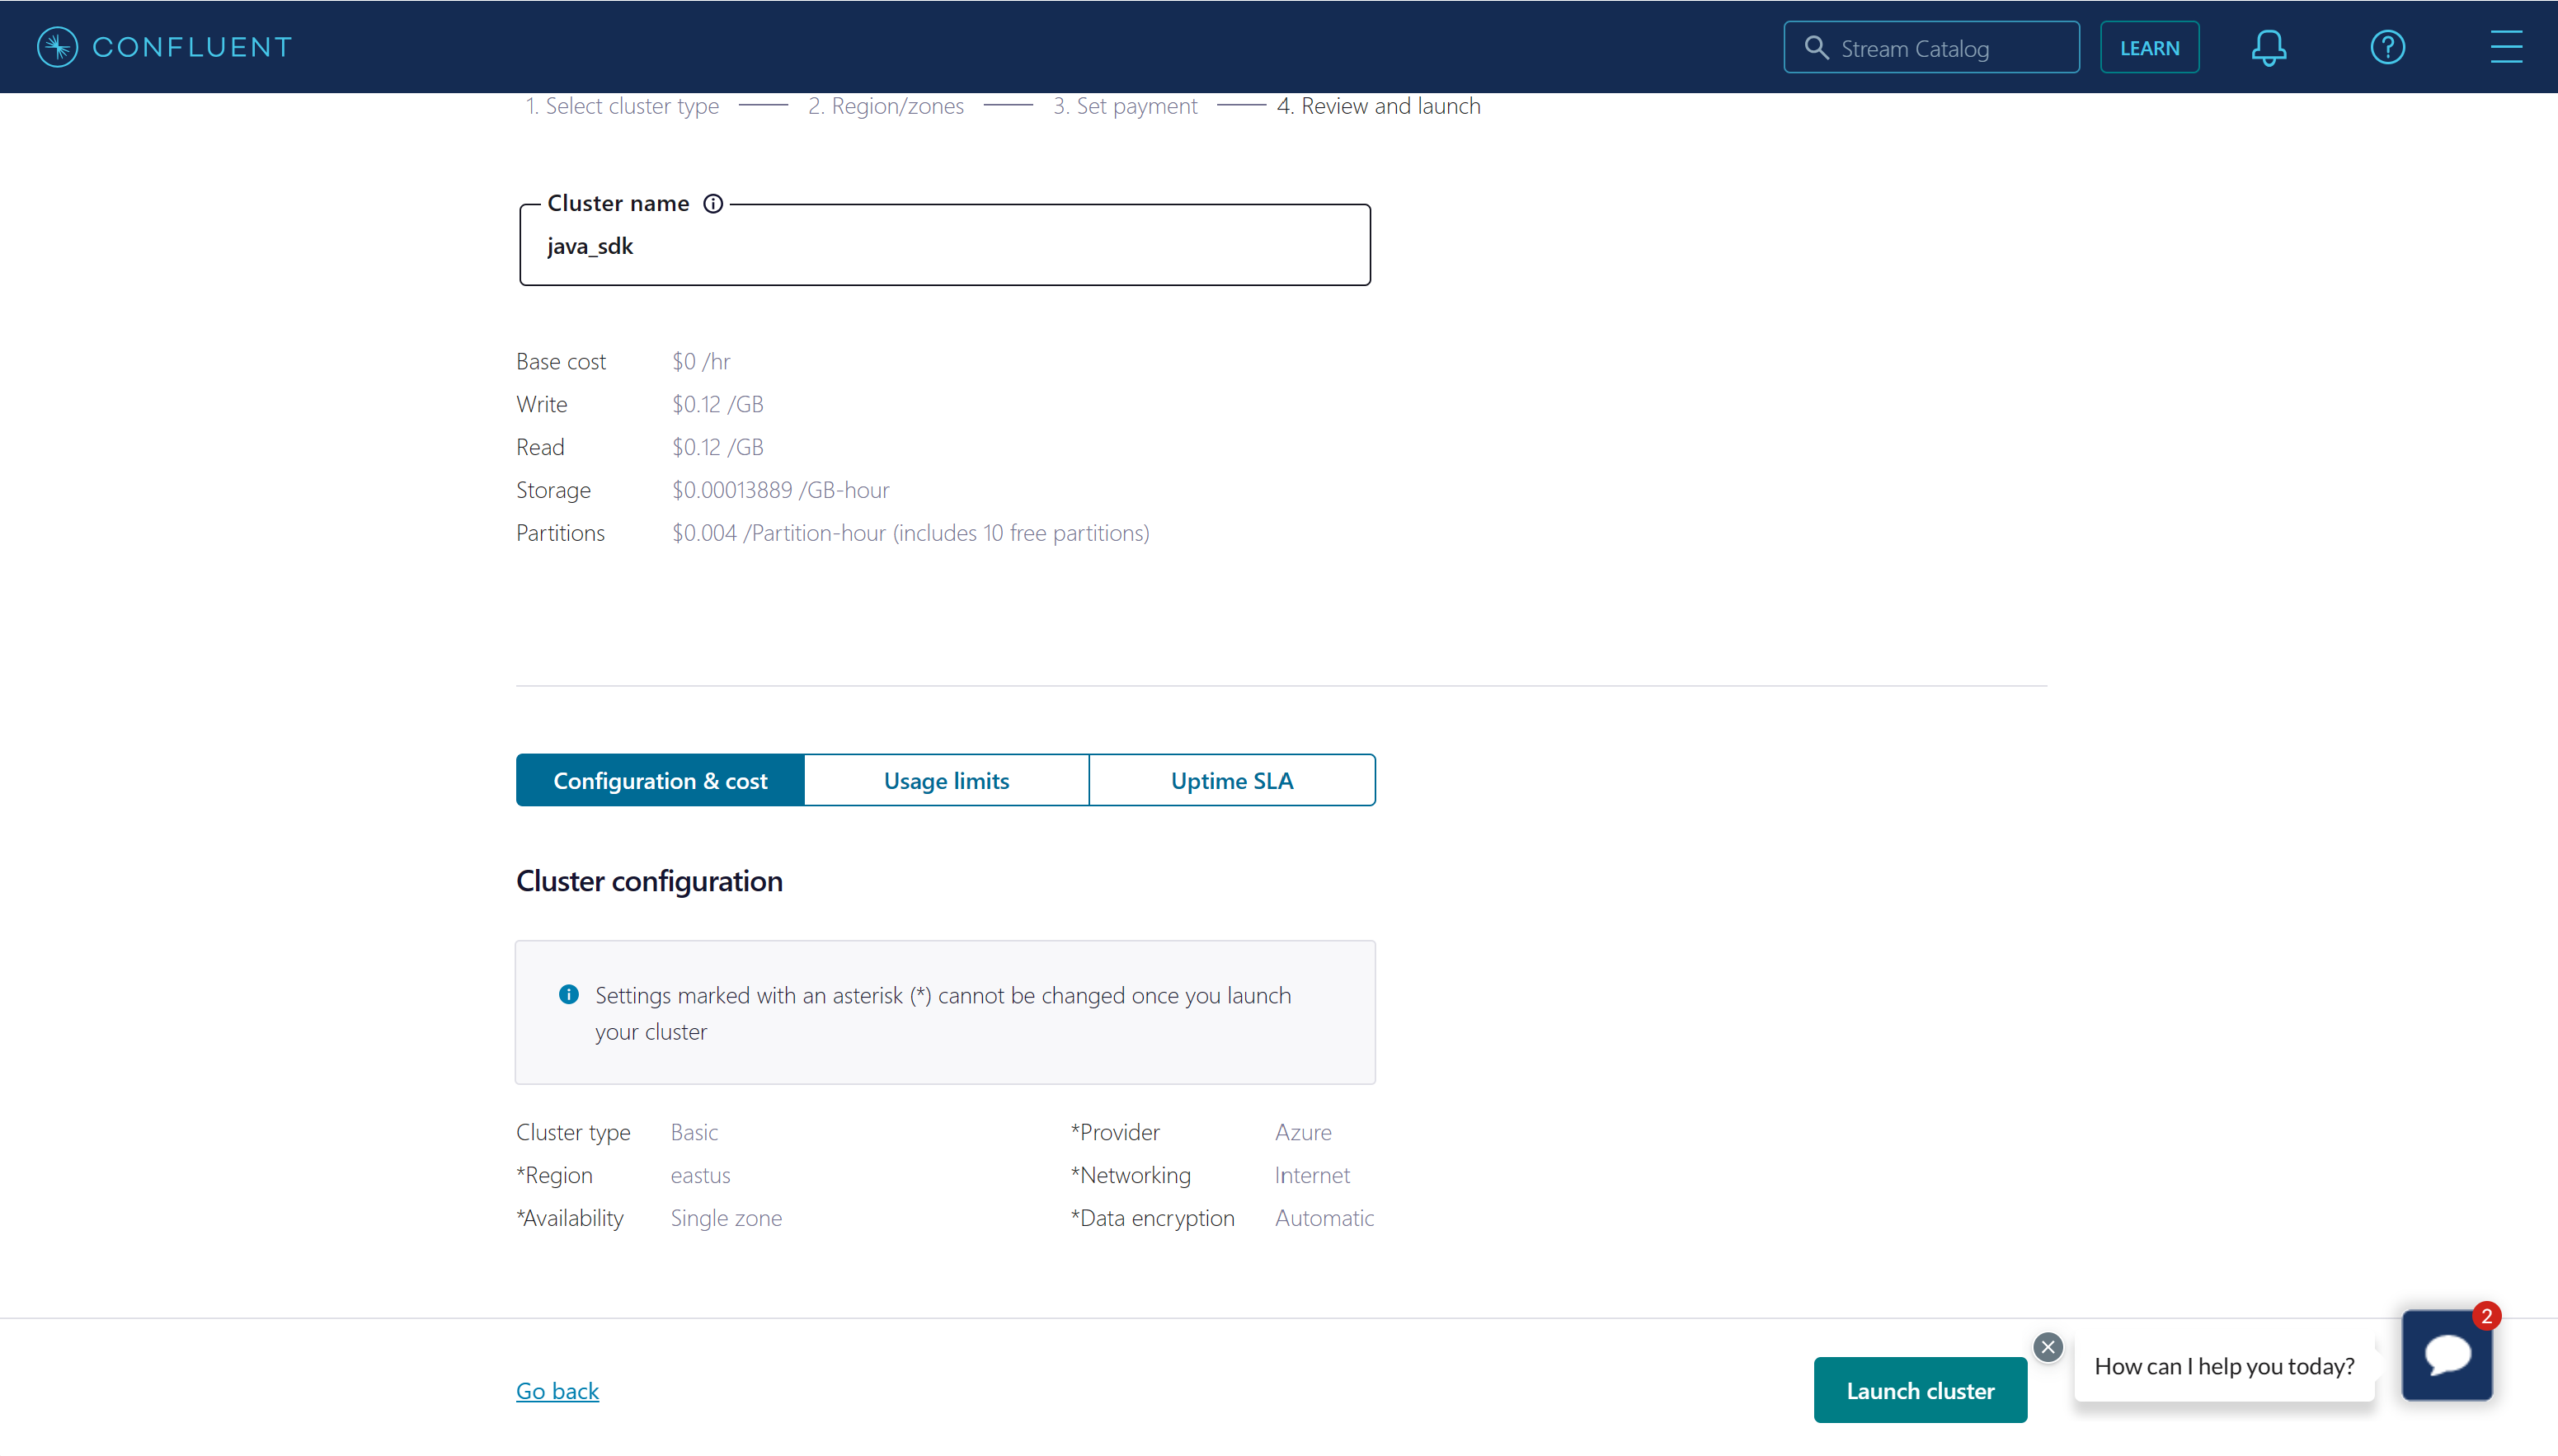 CONFLUENT
Stream Catalog
LEARN
1. Select cluster type
2. Region/zones
3. Set payment
4. Review and launch
Cluster name
java_sdk
Base cost $0 /hr
Write $0.12 /GB
Read $0.12 /GB
Storage $0.00013889 /GB-hour
Partitions $0.004 /Partition-hour (includes 10 free partitions)
Configuration & cost
Usage limits
Uptime SLA
Cluster configuration
Settings marked with an asterisk (*) cannot be changed once you launch
your cluster
Cluster type Basic *Provider Azure
*Region eastus *Networking Internet
*Availability Single zone *Data encryption Automatic
Go back
Launch cluster
How can I help you today?
2